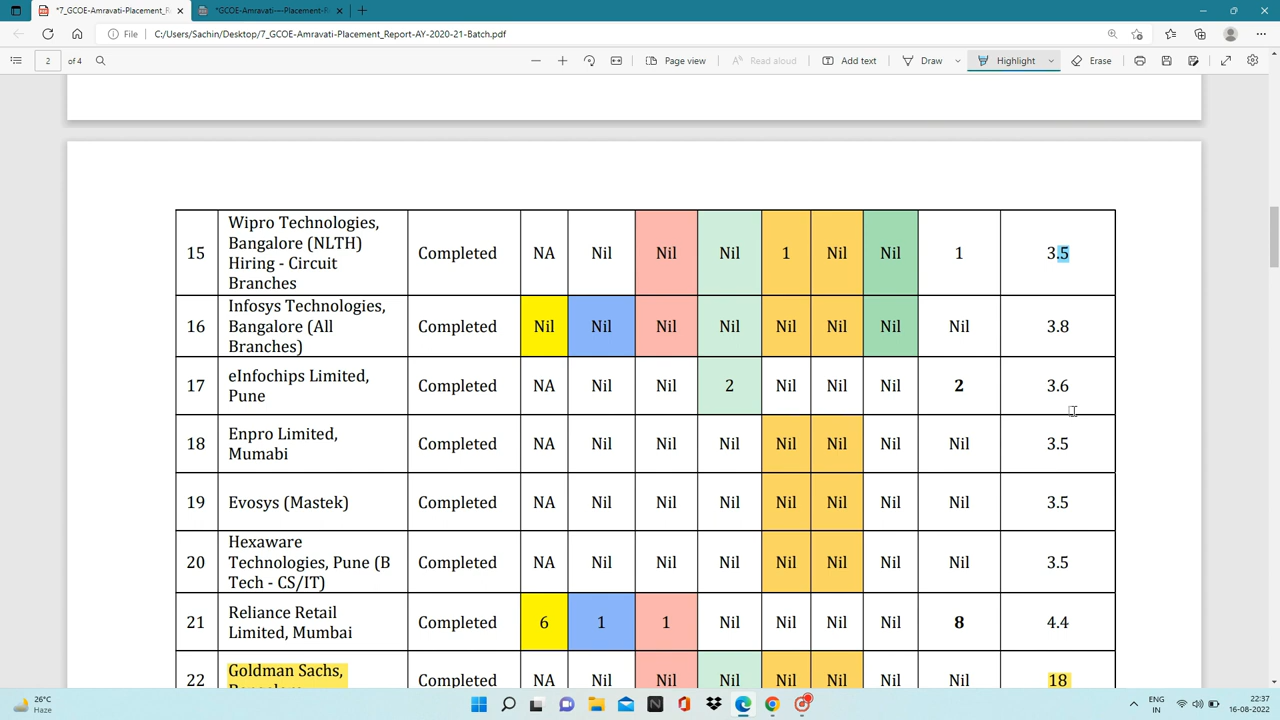 *7_GCOE-Amravati-Placement_R
*GCOE-Amravati-–-Placement-R
File
C:/Users/Sachin/Desktop/7_GCOE-Amravati-Placement_Report-AY-2020-21-Batch.pdf
2 of 4
Page view
Read aloud
Add text
Draw
Highlight
Erase
15
Wipro Technologies,
Bangalore (NLTH)
Hiring - Circuit
Branches
Completed NA Nil Nil Nil 1 Nil Nil 1 3.5
16
Infosys Technologies,
Bangalore (All
Branches)
Completed Nil Nil Nil Nil Nil Nil Nil Nil 3.8
17
eInfochips Limited,
Pune
Completed NA Nil Nil 2 Nil Nil Nil 2 3.6
18
Enpro Limited,
Mumabi
Completed NA Nil Nil Nil Nil Nil Nil Nil 3.5
19 Evosys (Mastek) Completed NA Nil Nil Nil Nil Nil Nil Nil 3.5
20
Hexaware
Technologies, Pune (B
Tech - CS/IT)
Completed NA Nil Nil Nil Nil Nil Nil Nil 3.5
21
Reliance Retail
Limited, Mumbai
Completed 6 1 1 Nil Nil Nil Nil 8 4.4
22
Goldman Sachs,
Completed NA Nil Nil Nil Nil Nil Nil Nil 18
26°C
Haze
ENG
IN
22:37
16-08-2022